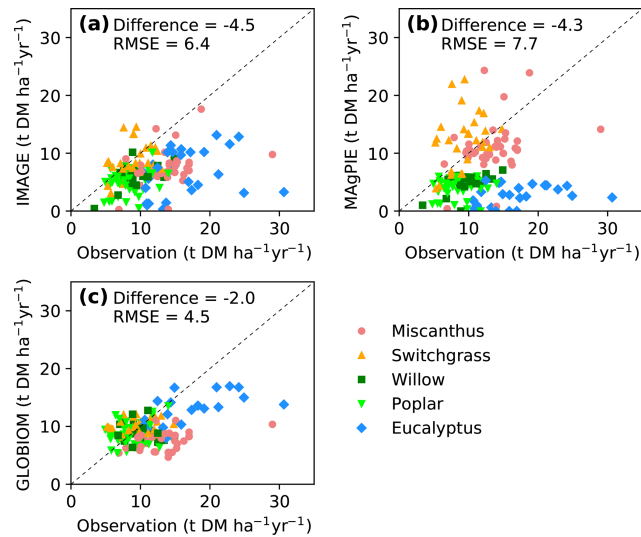 (a) Difference = -4.5
RMSE = 6.4
IMAGE (t DM ha⁻¹yr⁻¹)
30
20
10
0
0 10 20 30
Observation (t DM ha⁻¹yr⁻¹)
(b) Difference = -4.3
RMSE = 7.7
MAgPIE (t DM ha⁻¹yr⁻¹)
30
20
10
0
0 10 20 30
Observation (t DM ha⁻¹yr⁻¹)
(c) Difference = -2.0
RMSE = 4.5
GLOBIOM (t DM ha⁻¹yr⁻¹)
30
20
10
0
0 10 20 30
Observation (t DM ha⁻¹yr⁻¹)
Miscanthus
Switchgrass
Willow
Poplar
Eucalyptus